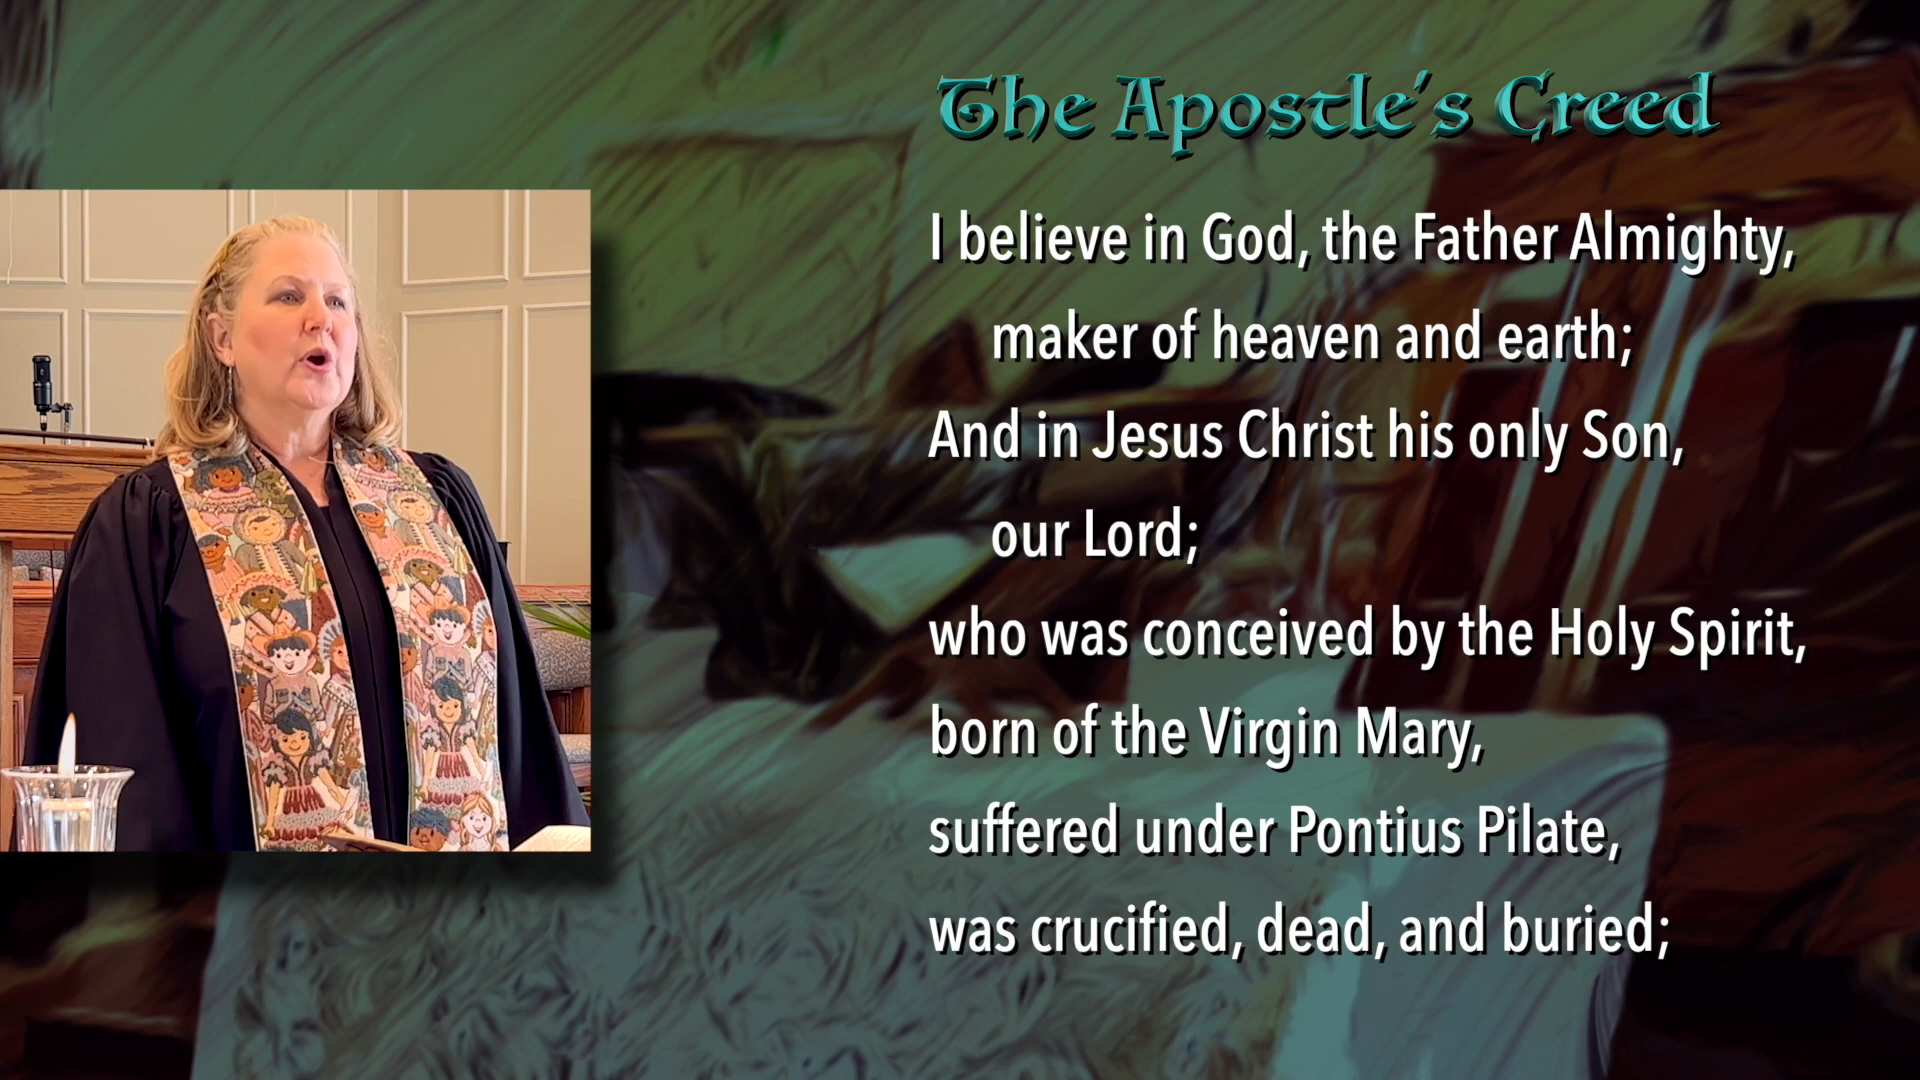 The Apostle's Creed
I believe in God, the Father Almighty,
maker of heaven and earth;
And in Jesus Christ his only Son,
our Lord;
who was conceived by the Holy Spirit,
born of the Virgin Mary,
suffered under Pontius Pilate,
was crucified, dead, and buried;